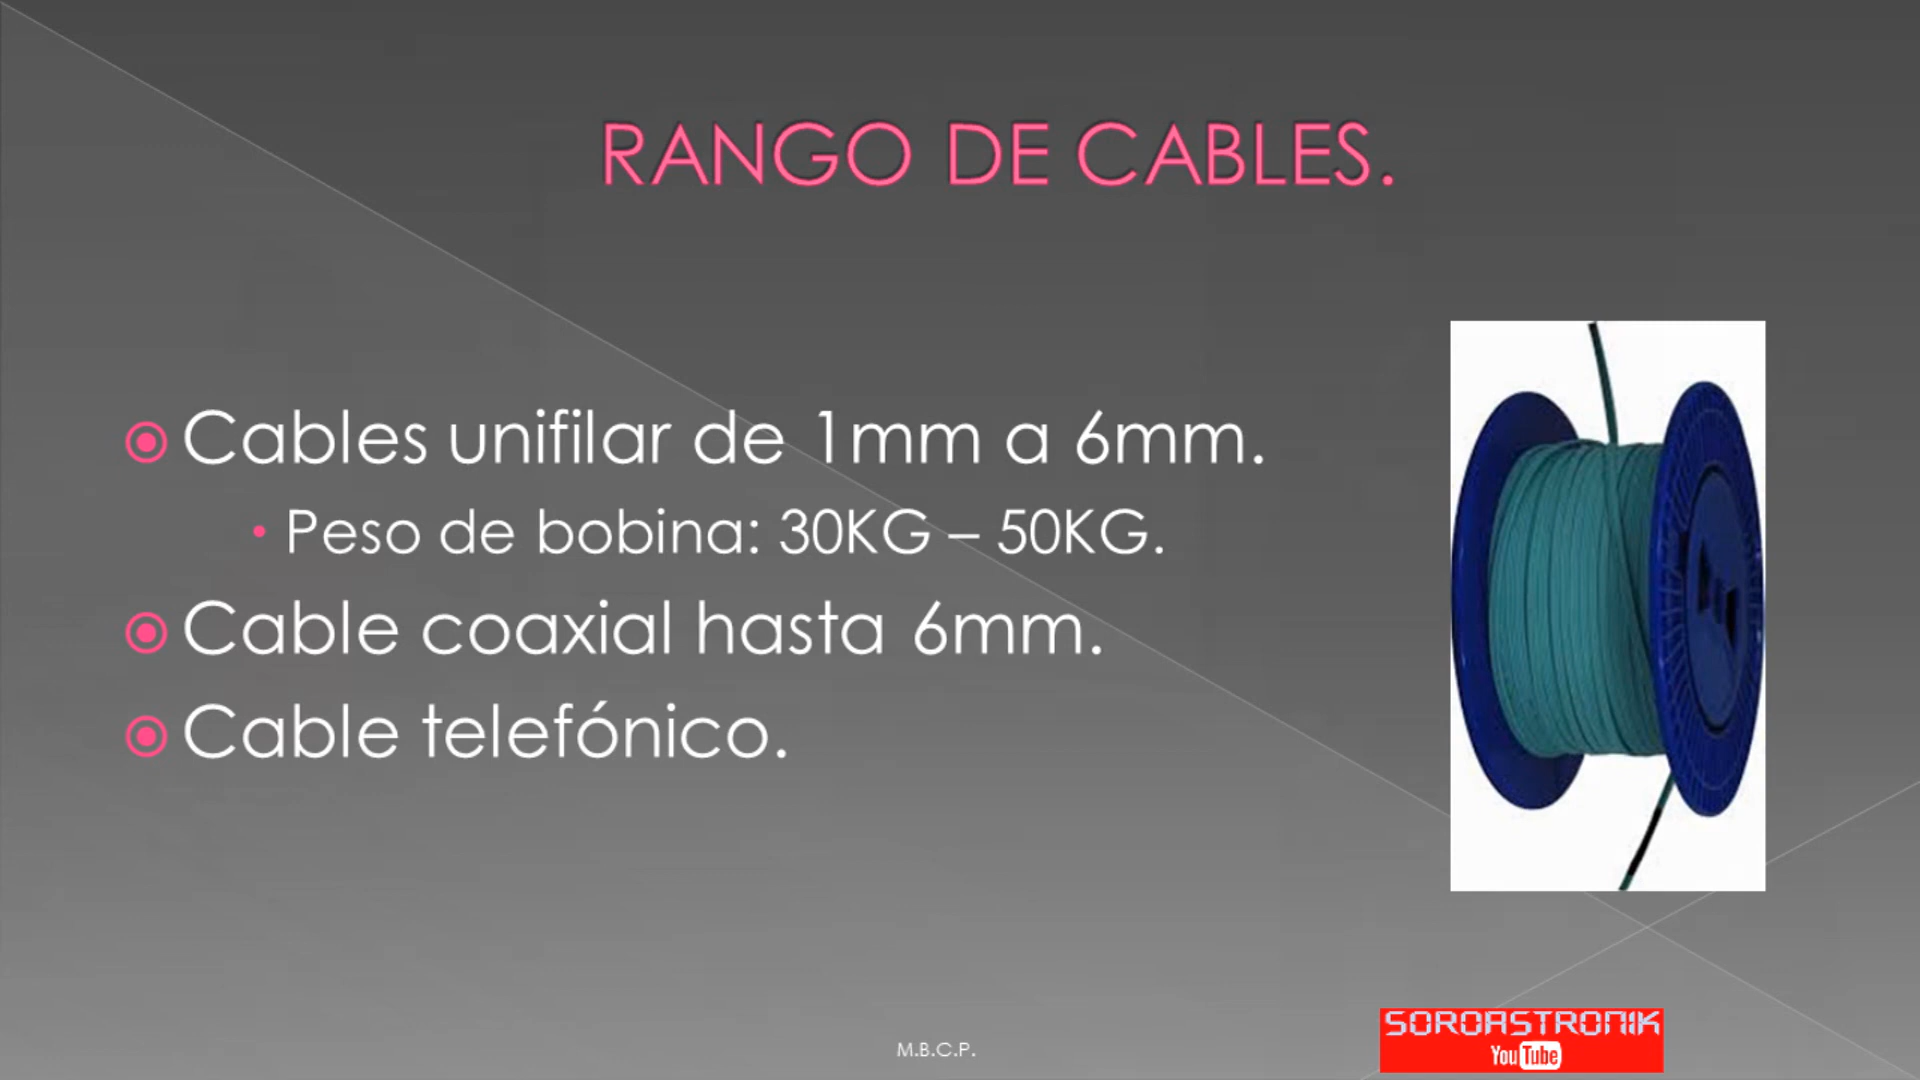 RANGO DE CABLES.
Cables unifilar de 1mm a 6mm.
Peso de bobina: 30KG – 50KG.
Cable coaxial hasta 6mm.
Cable telefónico.
M.B.C.P.
SOROASTRONIK
YouTube